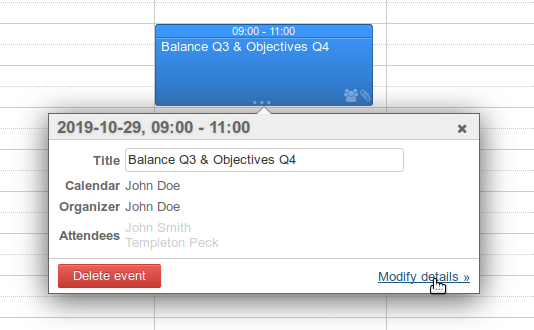 09:00 - 11:00
Balance Q3 & Objectives Q4
2019-10-29, 09:00 - 11:00
Title Balance Q3 & Objectives Q4
Calendar John Doe
Organizer John Doe
Attendees John Smith
Templeton Peck
Delete event Modify details »